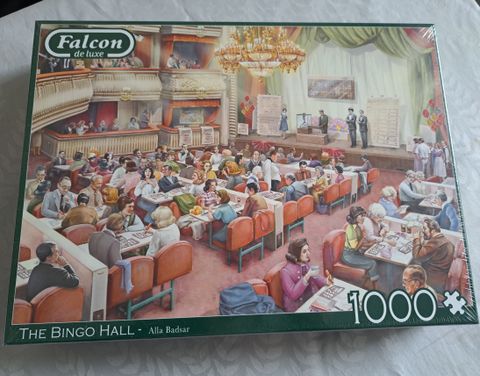 Falcon
de luxe
THE BINGO HALL - Alla Badsar
1000